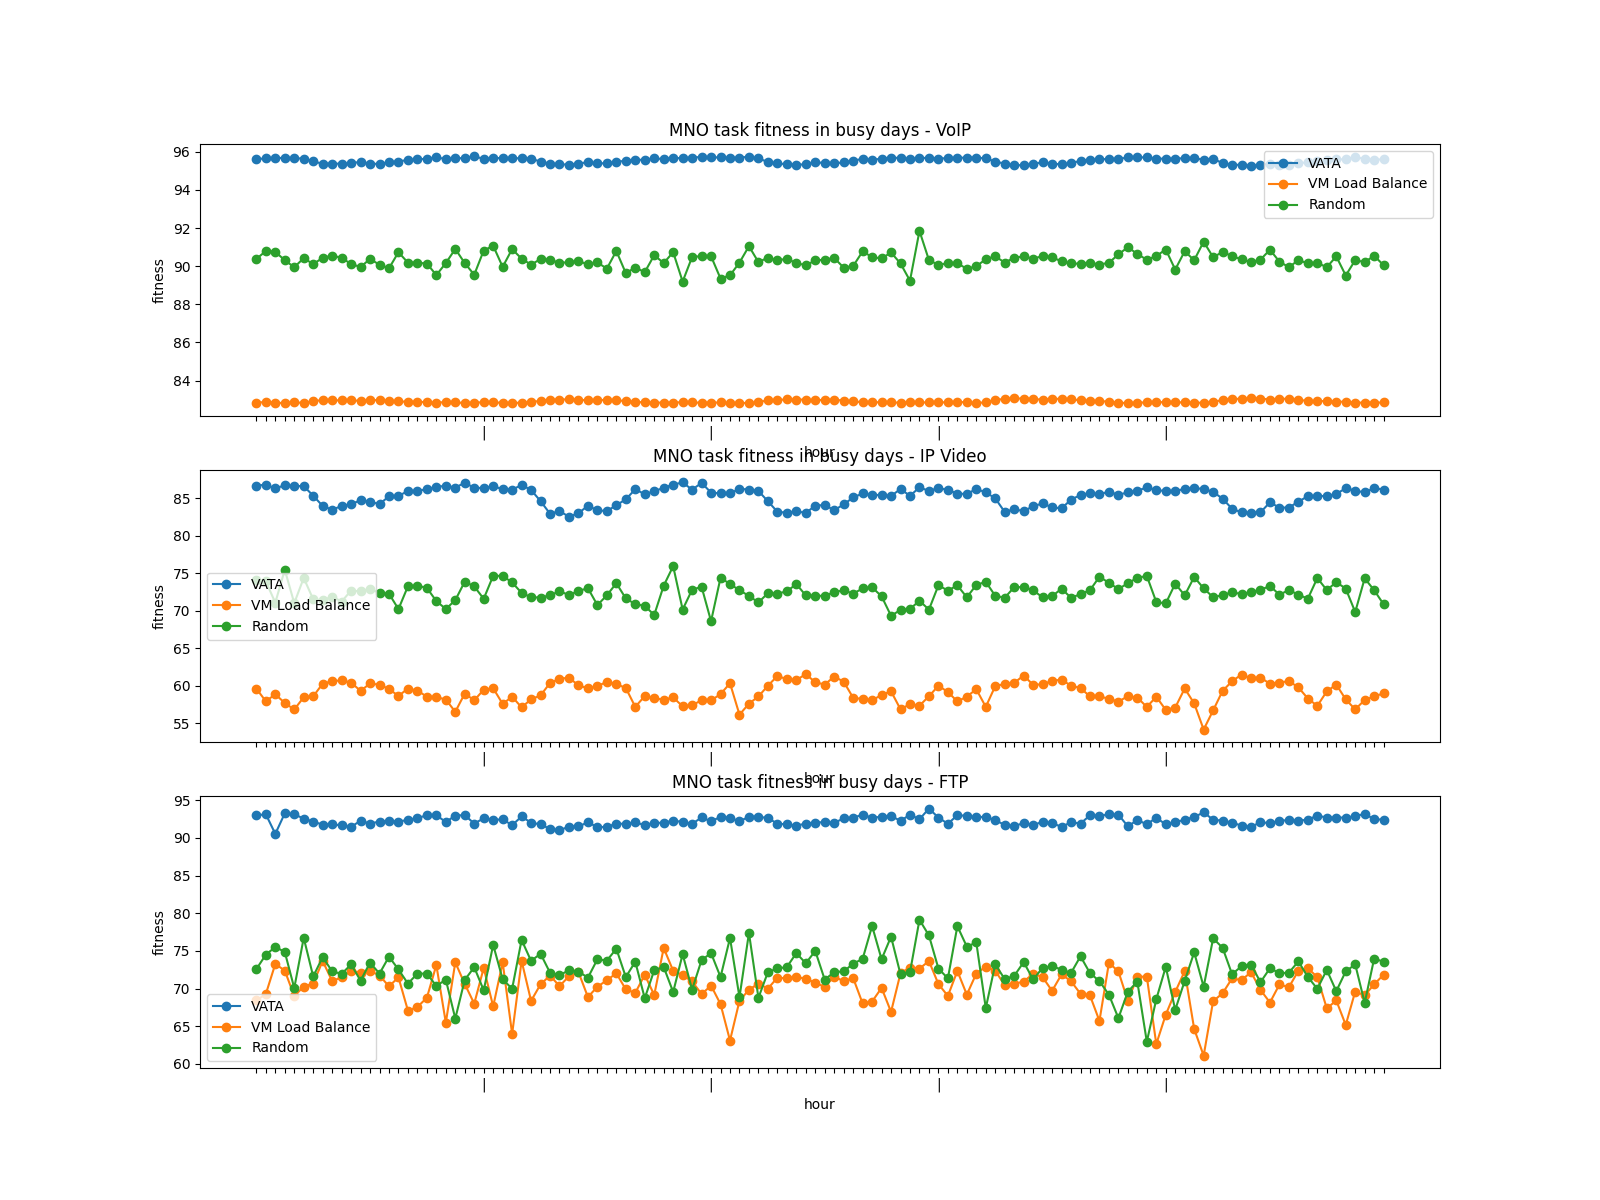 MNO task fitness in busy days - VoIP
96
94
92
90
88
86
84
fitness
VATA
VM Load Balance
Random
hour
MNO task fitness in busy days - IP Video
85
80
75
70
65
60
55
fitness
VATA
VM Load Balance
Random
hour
MNO task fitness in busy days - FTP
95
90
85
80
75
70
65
60
fitness
VATA
VM Load Balance
Random
hour